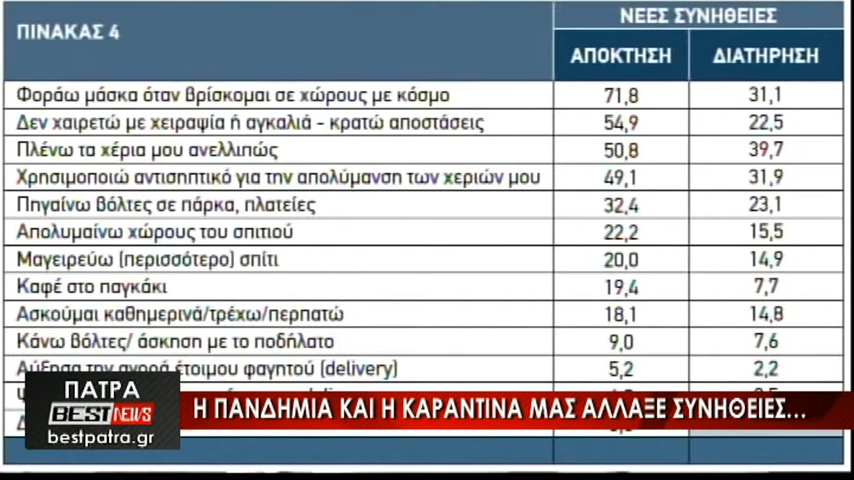 ΠΙΝΑΚΑΣ 4
ΝΕΕΣ ΣΥΝΗΘΕΙΕΣ
ΑΠΟΚΤΗΣΗ ΔΙΑΤΗΡΗΣΗ
Φοράω μάσκα όταν βρίσκομαι σε χώρους με κόσμο 71,8 31,1
Δεν χαιρετώ με χειραψία ή αγκαλιά - κρατώ αποστάσεις 54,9 22,5
Πλένω τα χέρια μου ανελλιπώς 50,8 39,7
Χρησιμοποιώ αντισηπτικό για την απολύμανση των χεριών μου 49,1 31,9
Πηγαίνω βόλτες σε πάρκα, πλατείες 32,4 23,1
Απολυμαίνω χώρους του σπιτιού 22,2 15,5
Μαγειρεύω (περισσότερο) σπίτι 20,0 14,9
Καφέ στο παγκάκι 19,4 7,7
Ασκούμαι καθημερινά/τρέχω/περπατώ 18,1 14,8
Κάνω βόλτες/ άσκηση με το ποδήλατο 9,0 7,6
Αύξησα την αγορά έτοιμου φαγητού (delivery) 5,2 2,2
ΠΑΤΡΑ
BEST NEWS
bestpatra.gr
Η ΠΑΝΔΗΜΙΑ ΚΑΙ Η ΚΑΡΑΝΤΙΝΑ ΜΑΣ ΑΛΛΑΞΕ ΣΥΝΗΘΕΙΕΣ...